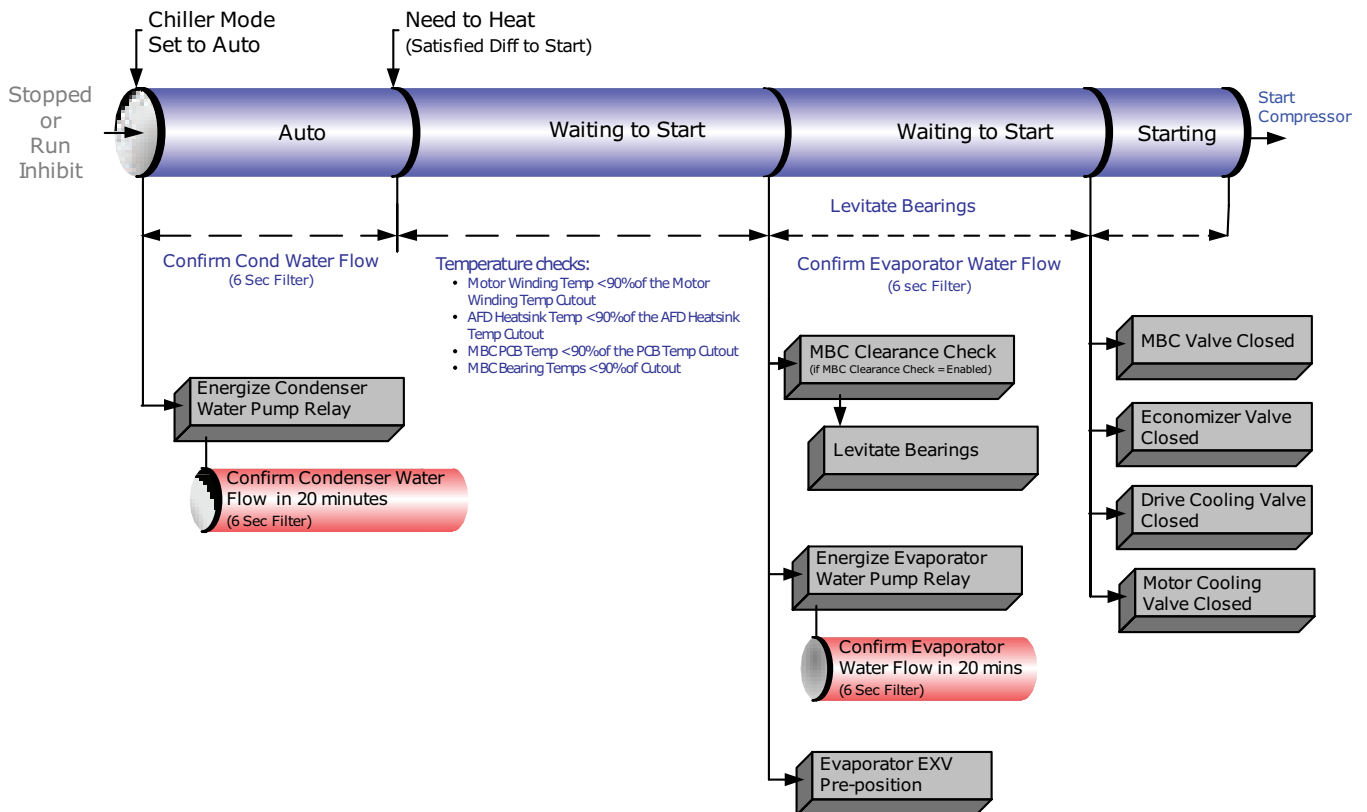 Chiller Mode
Set to Auto
Need to Heat
(Satisfied Diff to Start)
Stopped
or
Run
Inhibit
Auto
Waiting to Start
Waiting to Start
Starting
Start
Compressor
Levitate Bearings
Confirm Cond Water Flow
(6 Sec Filter)
Temperature checks:
• Motor Winding Temp <90% of the Motor
Winding Temp Cutout
• AFD Heatsink Temp <90% of the AFD Heatsink
Temp Cutout
• MBC PCB Temp <90% of the PCB Temp Cutout
• MBC Bearing Temps <90% of Cutout
Confirm Evaporator Water Flow
(6 sec Filter)
Energize Condenser
Water Pump Relay
Confirm Condenser Water
Flow in 20 minutes
(6 Sec Filter)
MBC Clearance Check
(if MBC Clearance Check = Enabled)
Levitate Bearings
Energize Evaporator
Water Pump Relay
Confirm Evaporator
Water Flow in 20 mins
(6 Sec Filter)
Evaporator EXV
Pre-position
MBC Valve Closed
Economizer Valve
Closed
Drive Cooling Valve
Closed
Motor Cooling
Valve Closed